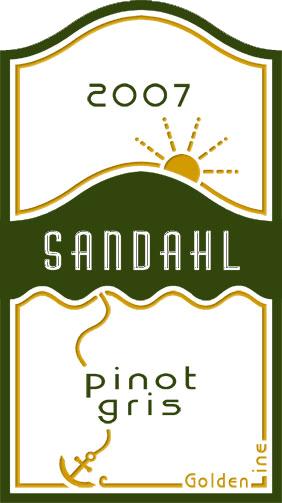 2007
SANDAHL
pinot
gris
Golden Line